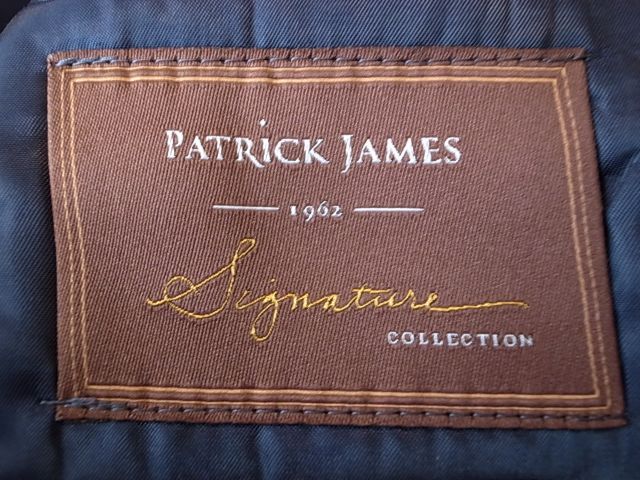 PATRICK JAMES
1962
Signature
COLLECTION